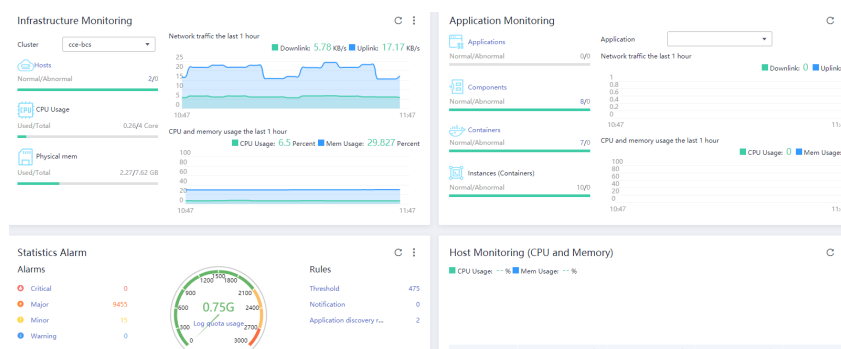 Infrastructure Monitoring
Cluster
cce-bcs
Hosts
Normal/Abnormal 2/0
CPU
CPU Usage
Used/Total 0.26/4 Core
Physical mem
Used/Total 2.27/7.62 GB
Network traffic the last 1 hour
Downlink: 5.78 KB/s Uplink: 17.17 KB/s
25
20
15
10
5
0
10:47 11:47
CPU and memory usage the last 1 hour
CPU Usage: 6.5 Percent Mem Usage: 29.827 Percent
100
80
60
40
20
0
10:47 11:47
Application Monitoring
Applications
Normal/Abnormal 0/0
Components
Normal/Abnormal 8/0
Containers
Normal/Abnormal 7/0
Instances (Containers)
Normal/Abnormal 10/0
Application
Network traffic the last 1 hour
Downlink: 0 Uplink:
1
0.8
0.6
0.4
0.2
0
10:47 11:
CPU and memory usage the last 1 hour
CPU Usage: 0 Mem Usage:
100
80
60
40
20
0
10:47 11:
Statistics Alarm
Alarms
Critical 0
Major 9455
Minor 15
Warning 0
0
300
600
900
1200
1500
1800
2100
2400
2700
3000
0.75G
Log quota usage
Rules
Threshold 475
Notification 0
Application discovery r... 2
Host Monitoring (CPU and Memory)
CPU Usage: --% Mem Usage: --%